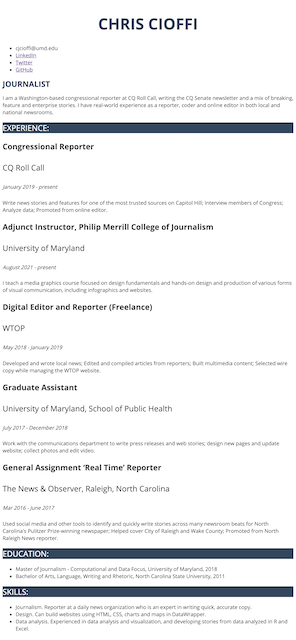 CHRIS CIOFFI
cjcioffi@umd.edu
LinkedIn
Twitter
GitHub
JOURNALIST
I am a Washington-based congressional reporter at CQ Roll Call, writing the CQ Senate newsletter and a mix of breaking,
feature and enterprise stories. I have real-world experience as a reporter, coder and online editor in both local and
national newsrooms.
EXPERIENCE:
Congressional Reporter
CQ Roll Call
January 2019 - present
Write news stories and features for one of the most trusted sources on Capitol Hill; Interview members of Congress;
Analyze data; Promoted from online editor.
Adjunct Instructor, Philip Merrill College of Journalism
University of Maryland
August 2021 - present
I teach a media graphics course focused on design fundamentals and hands-on design and production of various forms
of visual communication, including infographics and websites.
Digital Editor and Reporter (Freelance)
WTOP
May 2018 - January 2019
Developed and wrote local news; Edited and compiled articles from reporters; Built multimedia content; Selected wire
copy while managing the WTOP website.
Graduate Assistant
University of Maryland, School of Public Health
July 2017 - December 2018
Work with the communications department to write press releases and web stories; design new pages and update
website; collect photos and edit video.
General Assignment 'Real Time' Reporter
The News & Observer, Raleigh, North Carolina
Mar 2016 - June 2017
Used social media and other tools to identify and quickly write stories across many newsroom beats for North
Carolina's Pulitzer Prize-winning newspaper; Helped cover City of Raleigh and Wake County; Promoted from North
Raleigh News reporter.
EDUCATION:
Master of Journalism - Computational and Data Focus, University of Maryland, 2018
Bachelor of Arts, Language, Writing and Rhetoric, North Carolina State University, 2011
SKILLS:
Journalism. Reporter at a daily news organization who is an expert in writing quick, accurate copy.
Design. Can build websites using HTML, CSS, charts and maps in DataWrapper.
Data analysis. Experienced in data analysis and visualization, and developing stories from data analyzed in R and
Excel.